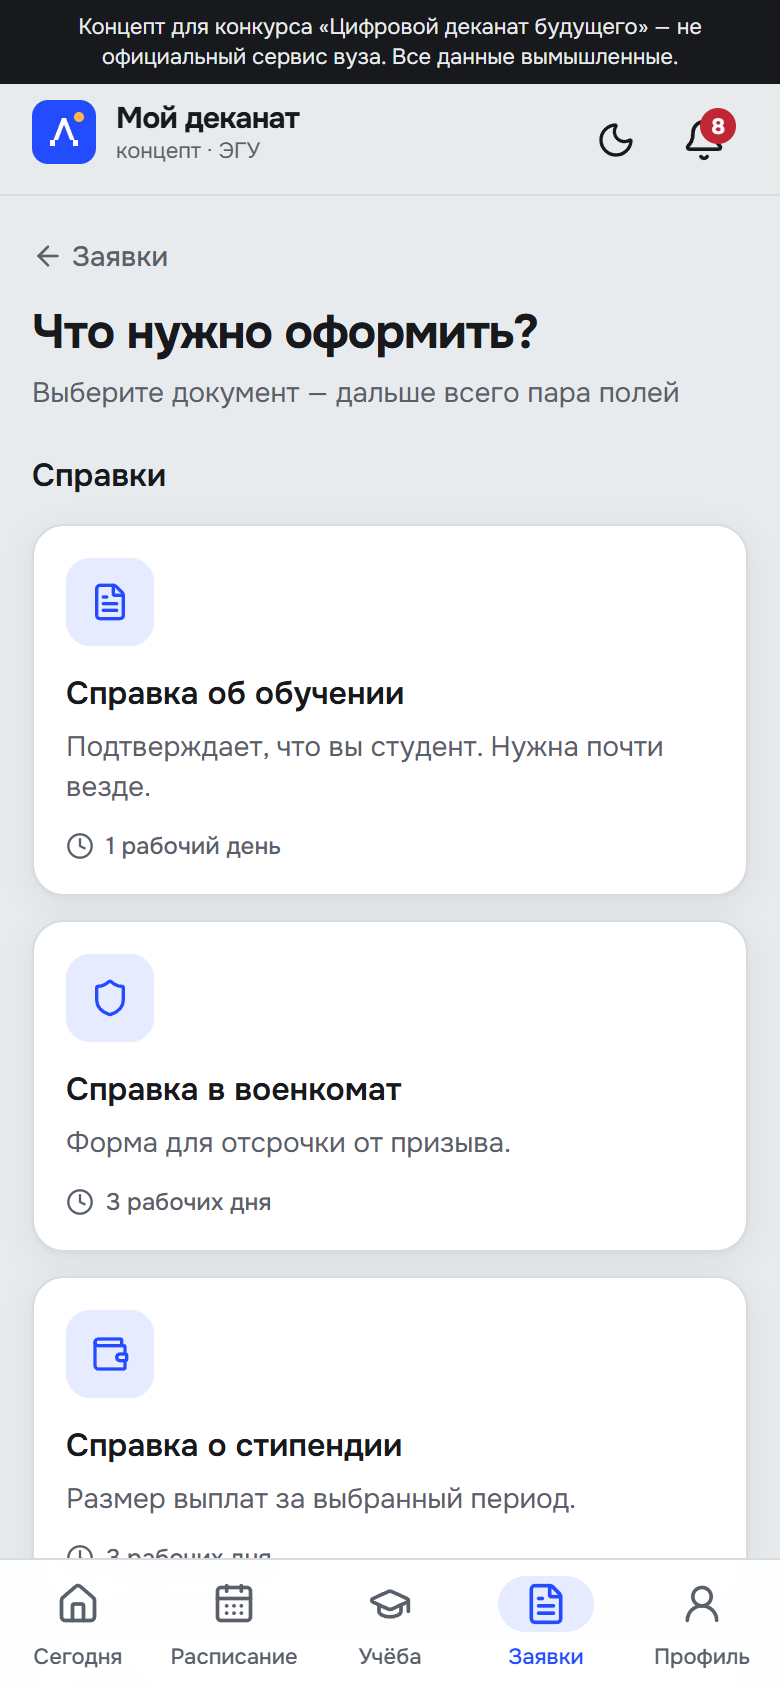 Концепт для конкурса «Цифровой деканат будущего» — не
официальный сервис вуза. Все данные вымышленные.
Мой деканат
концепт · ЭГУ
8
Заявки
Что нужно оформить?
Выберите документ — дальше всего пара полей
Справки
Справка об обучении
Подтверждает, что вы студент. Нужна почти
везде.
1 рабочий день
Справка в военкомат
Форма для отсрочки от призыва.
3 рабочих дня
Справка о стипендии
Размер выплат за выбранный период.
3 рабочих дня
Сегодня
Расписание
Учёба
Заявки
Профиль